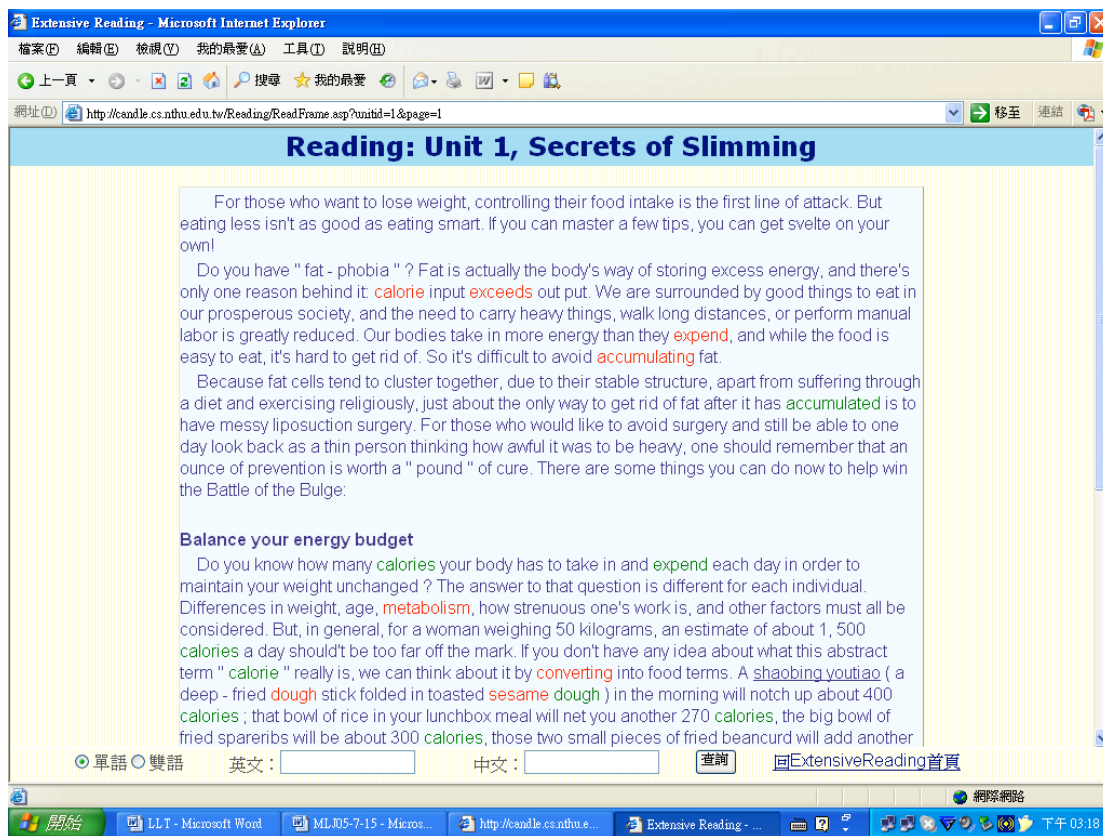 Extensive Reading - Microsoft Internet Explorer
檔案(F) 編輯(E) 檢視(V) 我的最愛(A) 工具(T) 說明(H)
上一頁 搜尋 我的最愛
網址(D) http://candle.cs.nthu.edu.tw/Reading/ReadFrame.asp?unitid=1&page=1 移至 連結
Reading: Unit 1, Secrets of Slimming
For those who want to lose weight, controlling their food intake is the first line of attack. But
eating less isn't as good as eating smart. If you can master a few tips, you can get svelte on your
own!
Do you have " fat - phobia " ? Fat is actually the body's way of storing excess energy, and there's
only one reason behind it: calorie input exceeds out put. We are surrounded by good things to eat in
our prosperous society, and the need to carry heavy things, walk long distances, or perform manual
labor is greatly reduced. Our bodies take in more energy than they expend, and while the food is
easy to eat, it's hard to get rid of. So it's difficult to avoid accumulating fat.
Because fat cells tend to cluster together, due to their stable structure, apart from suffering through
a diet and exercising religiously, just about the only way to get rid of fat after it has accumulated is to
have messy liposuction surgery. For those who would like to avoid surgery and still be able to one
day look back as a thin person thinking how awful it was to be heavy, one should remember that an
ounce of prevention is worth a " pound " of cure. There are some things you can do now to help win
the Battle of the Bulge:
Balance your energy budget
Do you know how many calories your body has to take in and expend each day in order to
maintain your weight unchanged ? The answer to that question is different for each individual.
Differences in weight, age, metabolism, how strenuous one's work is, and other factors must all be
considered. But, in general, for a woman weighing 50 kilograms, an estimate of about 1, 500
calories a day should't be too far off the mark. If you don't have any idea about what this abstract
term " calorie " really is, we can think about it by converting into food terms. A shaobing youtiao ( a
deep - fried dough stick folded in toasted sesame dough ) in the morning will notch up about 400
calories ; that bowl of rice in your lunchbox meal will net you another 270 calories, the big bowl of
fried spareribs will be about 300 calories, those two small pieces of fried beancurd will add another
單語 雙語 英文： 中文： 查詢 回ExtensiveReading首頁
網際網路
開始 LLT - Microsoft Word MLJ05-7-15 - Micros... http://candle.cs.nthu.e... Extensive Reading - ... 下午 03:18